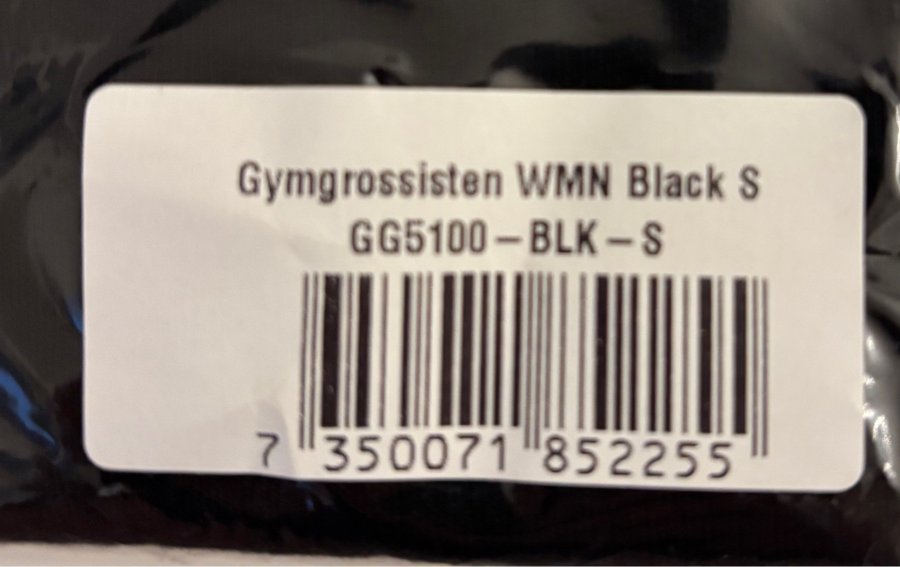 Gymgrossisten WMN Black S
GG5100-BLK-S
7 350071 852255